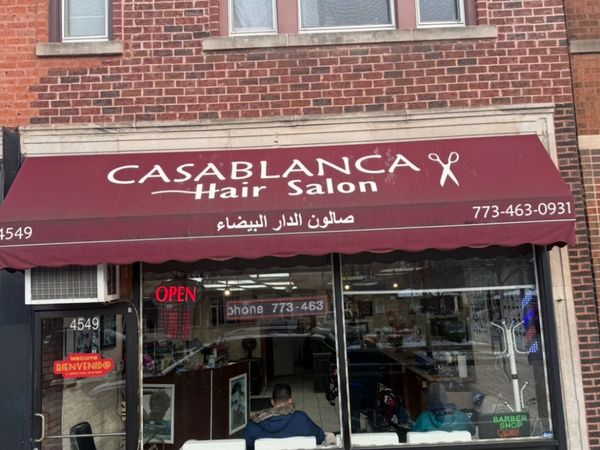 CASABLANCA
Hair Salon
صالون الدار البيضاء
773-463-0931
4549
OPEN
phone 773-463
4549
Welcome
BIENVENID@
BARBER
SHOP
Open